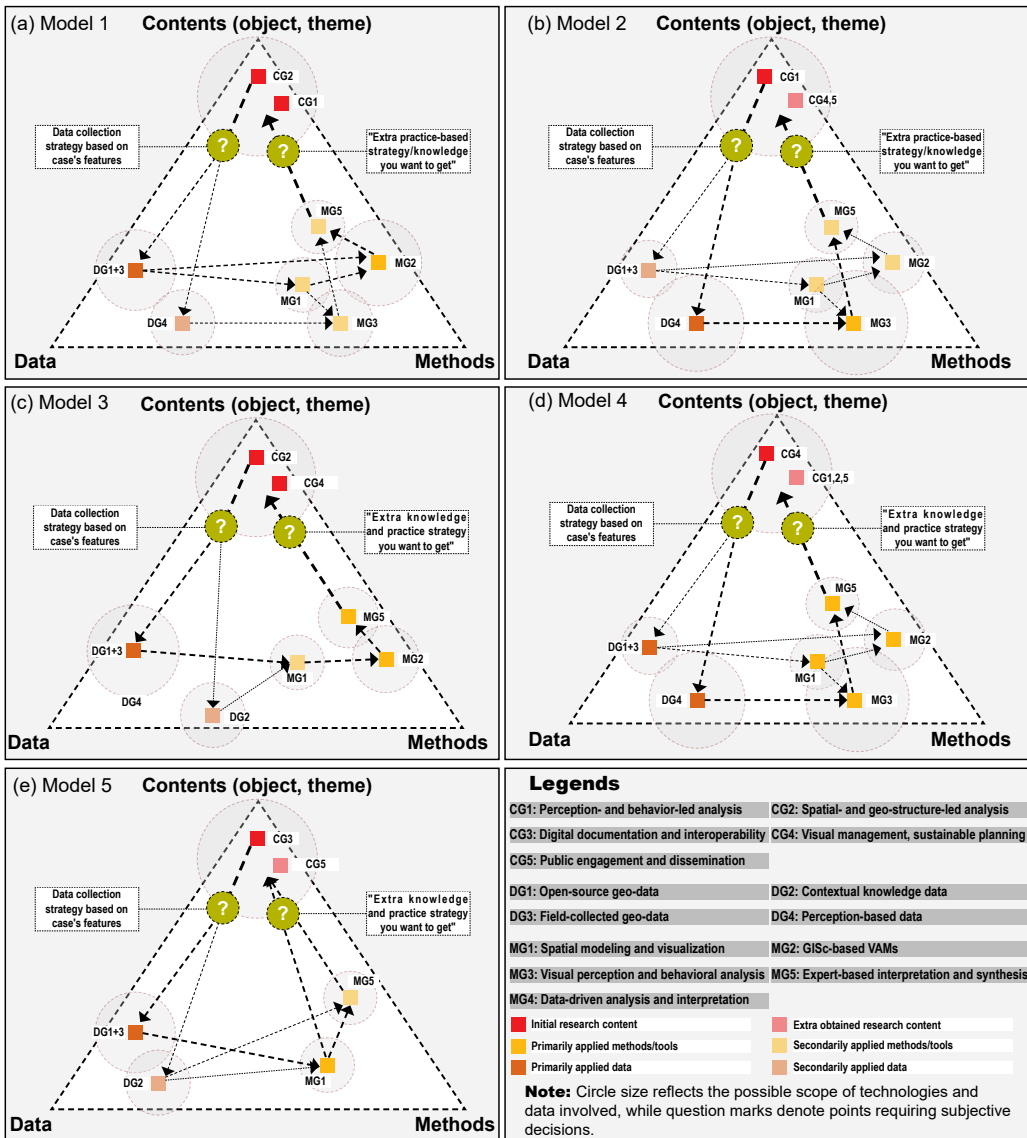 (a) Model 1
Contents (object, theme)
CG2
CG1
Data collection
strategy based on
case's features
?
?
"Extra practice-based
strategy/knowledge
you want to get"
MG5
DG1+3
MG2
MG1
DG4
MG3
Data
Methods
(b) Model 2
Contents (object, theme)
CG1
CG4,5
Data collection
strategy based on
case's features
?
?
"Extra practice-based
strategy/knowledge
you want to get"
MG5
DG1+3
MG2
MG1
DG4
MG3
Data
Methods
(c) Model 3
Contents (object, theme)
CG2
CG4
Data collection
strategy based on
case's features
?
?
"Extra knowledge
and practice strategy
you want to get"
MG5
DG1+3
MG2
MG1
DG4
DG2
Data
Methods
(d) Model 4
Contents (object, theme)
CG4
CG1,2,5
Data collection
strategy based on
case's features
?
?
"Extra knowledge
and practice strategy
you want to get"
MG5
DG1+3
MG2
MG1
DG4
MG3
Data
Methods
(e) Model 5
Contents (object, theme)
CG3
CG5
Data collection
strategy based on
case's features
?
?
"Extra knowledge
and practice strategy
you want to get"
MG5
DG1+3
DG2
MG1
Data
Methods
Legends
CG1: Perception- and behavior-led analysis
CG2: Spatial- and geo-structure-led analysis
CG3: Digital documentation and interoperability
CG4: Visual management, sustainable planning
CG5: Public engagement and dissemination
DG1: Open-source geo-data
DG2: Contextual knowledge data
DG3: Field-collected geo-data
DG4: Perception-based data
MG1: Spatial modeling and visualization
MG2: GISc-based VAMs
MG3: Visual perception and behavioral analysis
MG5: Expert-based interpretation and synthesis
MG4: Data-driven analysis and interpretation
Initial research content
Extra obtained research content
Primarily applied methods/tools
Secondarily applied methods/tools
Primarily applied data
Secondarily applied data
Note: Circle size reflects the possible scope of technologies and
data involved, while question marks denote points requiring subjective
decisions.